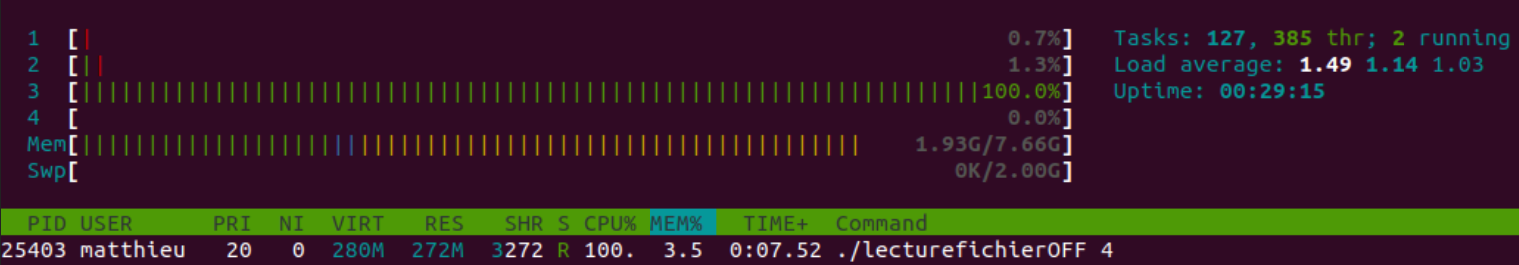 1 [|| 0.7%] Tasks: 127, 385 thr; 2 running
2 [|| 1.3%] Load average: 1.49 1.14 1.03
3 [||||||||||||||||||||||||||||||||||||||||||||||||||||||||||||||||||||100.0%] Uptime: 00:29:15
4 [ 0.0%]
Mem[||||||||||||||||||||||||||||||||||||||||||||||||||||||||||| 1.93G/7.66G]
Swp[ 0K/2.00G]
PID USER PRI NI VIRT RES SHR S CPU% MEM% TIME+ Command
25403 matthieu 20 0 280M 272M 3272 R 100. 3.5 0:07.52 ./lecturefichierOFF 4